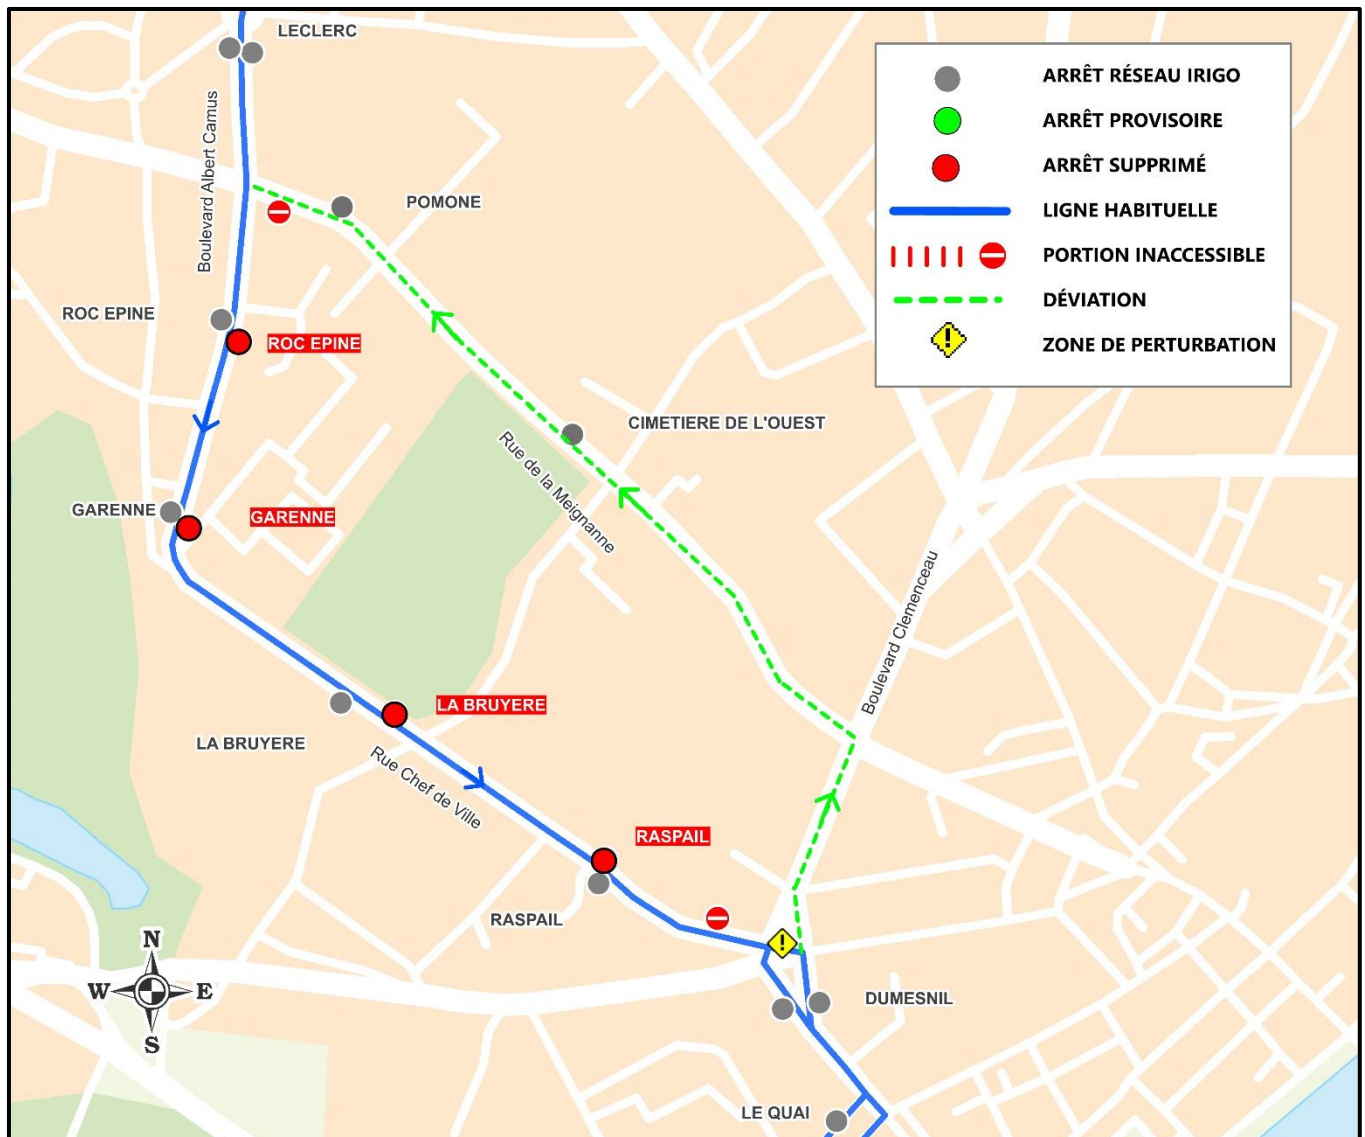 LECLERC
ARRÊT RÉSEAU IRIGO
ARRÊT PROVISOIRE
ARRÊT SUPPRIMÉ
LIGNE HABITUELLE
PORTION INACCESSIBLE
DÉVIATION
ZONE DE PERTURBATION
Boulevard Albert Camus
POMONE
ROC EPINE
ROC EPINE
CIMETIERE DE L'OUEST
Rue de la Meignanne
GARENNE
GARENNE
Boulevard Clemenceau
LA BRUYERE
LA BRUYERE
Rue Chef de Ville
RASPAIL
RASPAIL
N
W
E
S
DUMESNIL
LE QUAI